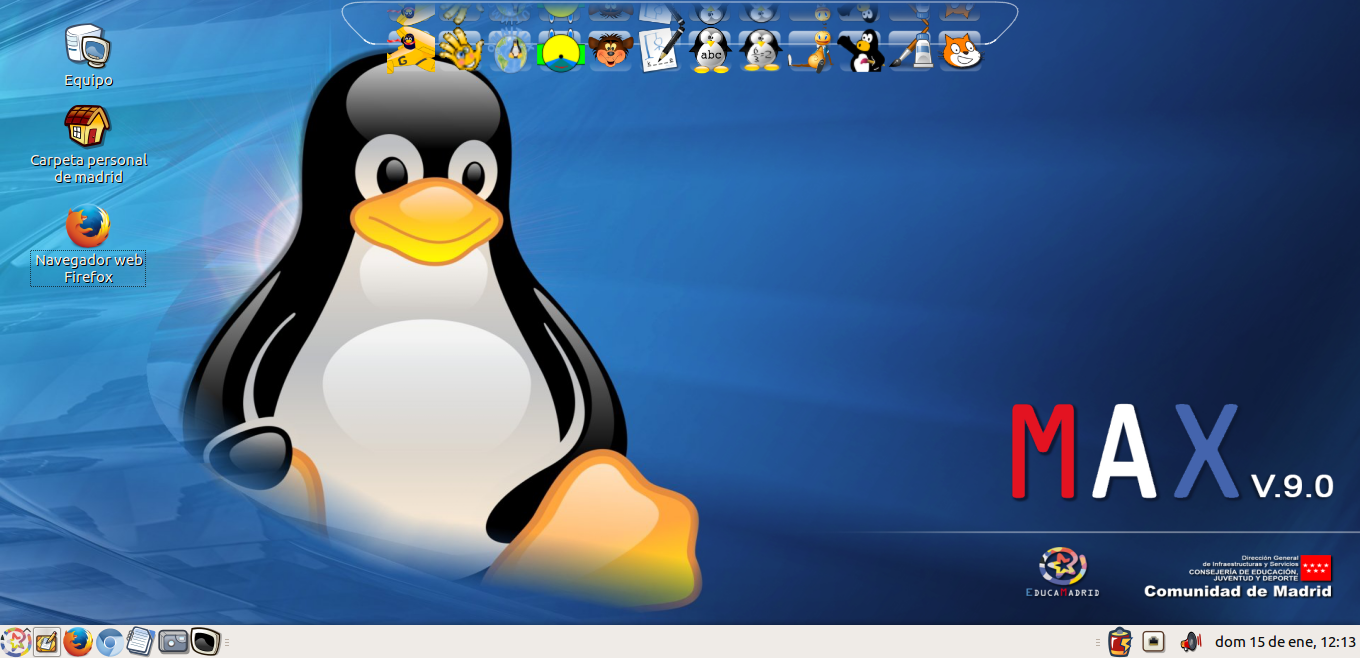 abc
Equipo
Carpeta personal
de madrid
Navegador web
Firefox
MAX V.9.0
EDUCAMADRID
Dirección General
de Infraestructuras y Servicios
CONSEJERÍA DE EDUCACIÓN,
JUVENTUD Y DEPORTE
Comunidad de Madrid
dom 15 de ene, 12:13